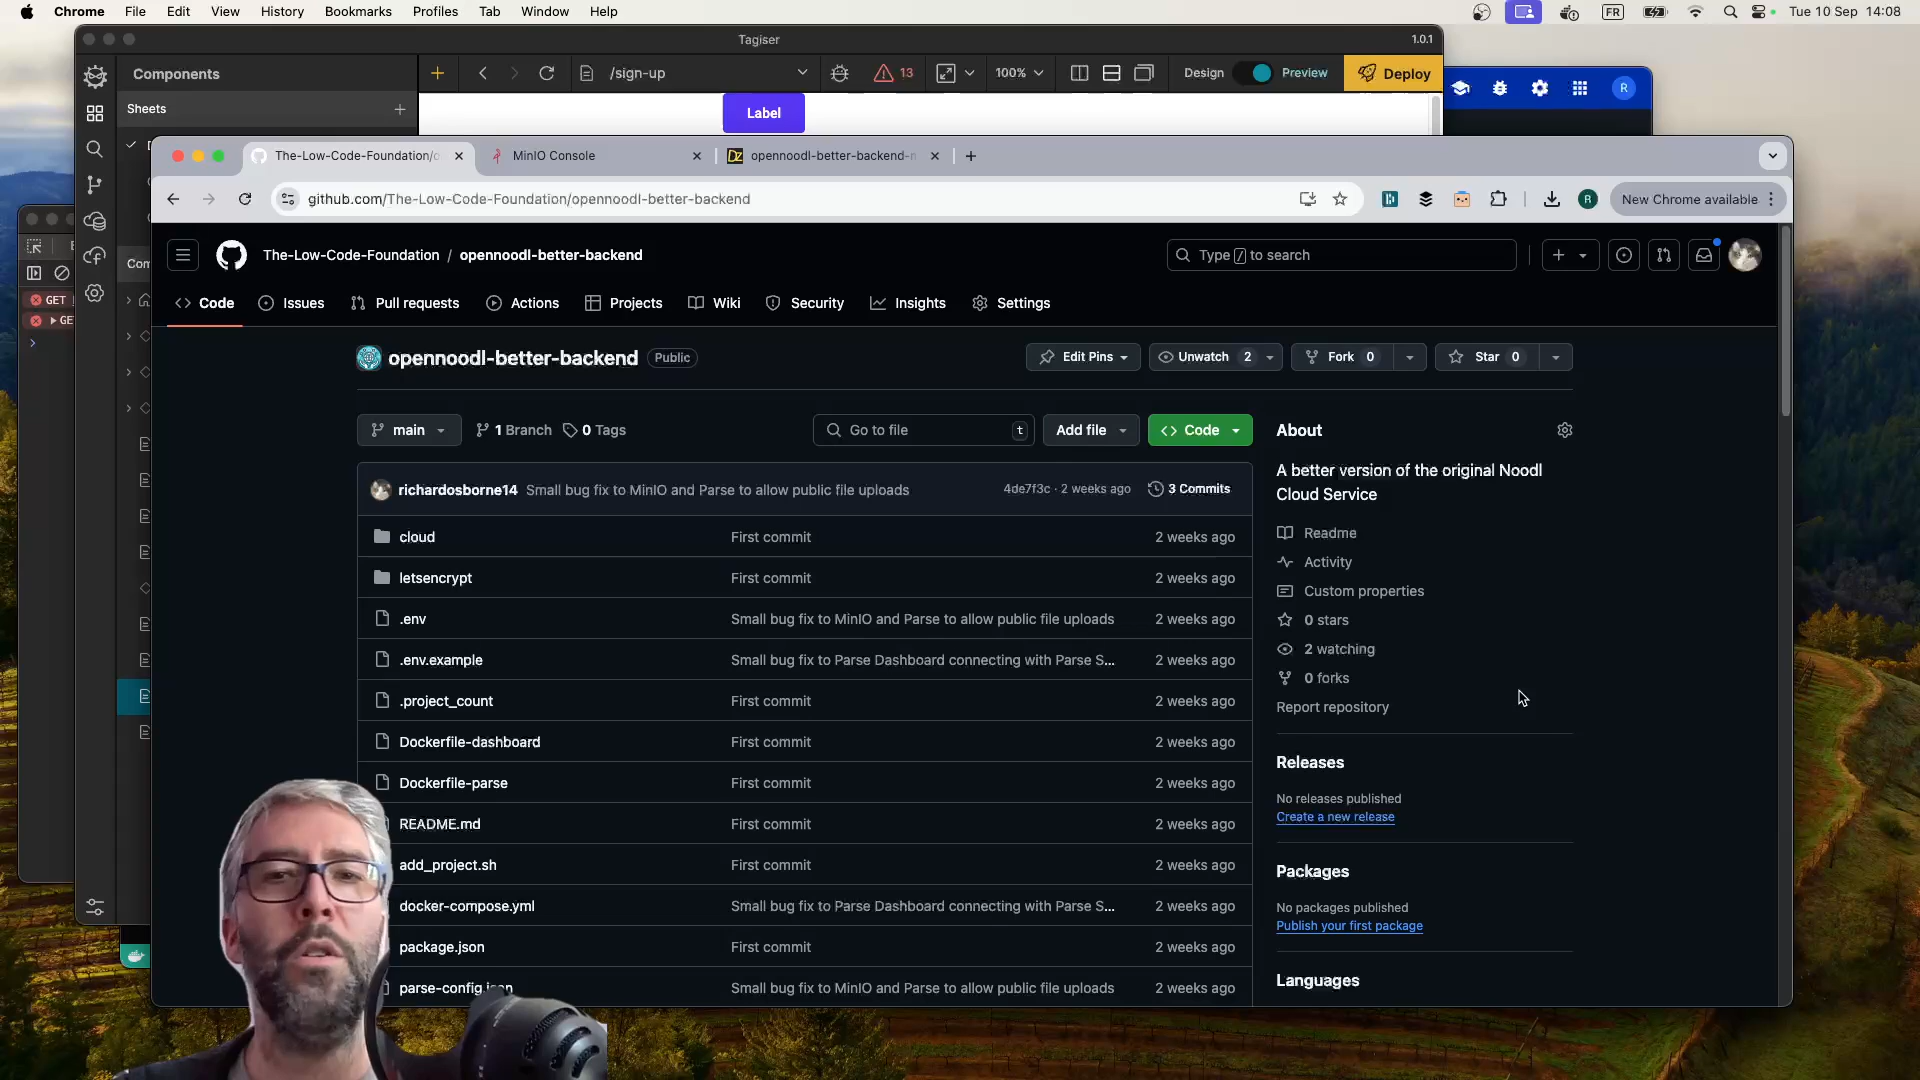 Chrome File Edit View History Bookmarks Profiles Tab Window Help FR Tue 10 Sep 14:08
Tagiser 1.0.1
Components /sign-up 13 100% Design Preview Deploy
Sheets
Label
R
The-Low-Code-Foundation/o MinIO Console opennoodl-better-backend-n
github.com/The-Low-Code-Foundation/opennoodl-better-backend R New Chrome available
The-Low-Code-Foundation / opennoodl-better-backend Type / to search
Com
GET
GE
Code Issues Pull requests Actions Projects Wiki Security Insights Settings
opennoodl-better-backend Public Edit Pins Unwatch 2 Fork 0 Star 0
main 1 Branch 0 Tags Go to file t Add file Code
About
A better version of the original Noodl
Cloud Service
Readme
Activity
Custom properties
0 stars
2 watching
0 forks
Report repository
Releases
No releases published
Create a new release
Packages
No packages published
Publish your first package
Languages
richardosborne14 Small bug fix to MinIO and Parse to allow public file uploads 4de7f3c · 2 weeks ago 3 Commits
cloud First commit 2 weeks ago
letsencrypt First commit 2 weeks ago
.env Small bug fix to MinIO and Parse to allow public file uploads 2 weeks ago
.env.example Small bug fix to Parse Dashboard connecting with Parse S... 2 weeks ago
.project_count First commit 2 weeks ago
Dockerfile-dashboard First commit 2 weeks ago
Dockerfile-parse First commit 2 weeks ago
README.md First commit 2 weeks ago
add_project.sh First commit 2 weeks ago
docker-compose.yml Small bug fix to Parse Dashboard connecting with Parse S... 2 weeks ago
package.json First commit 2 weeks ago
parse-config.json Small bug fix to MinIO and Parse to allow public file uploads 2 weeks ago